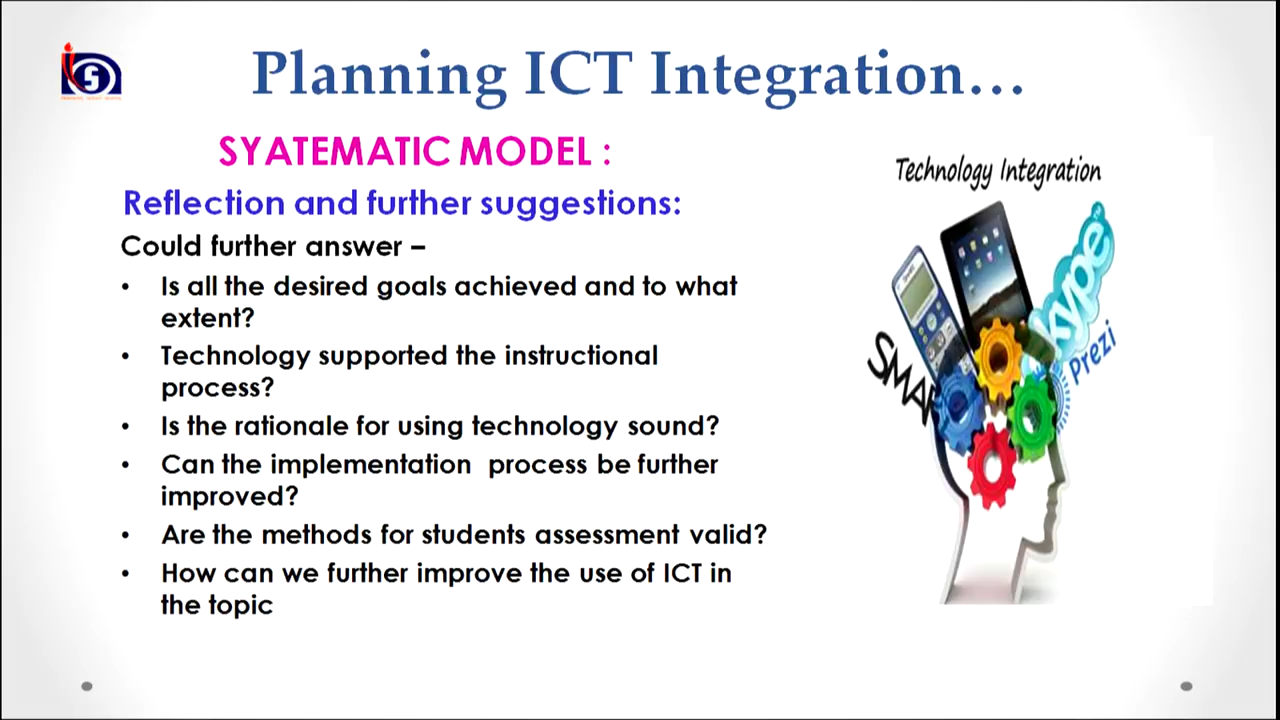 Planning ICT Integration…
SYATEMATIC MODEL :
Reflection and further suggestions:
Could further answer –
• Is all the desired goals achieved and to what
extent?
• Technology supported the instructional
process?
• Is the rationale for using technology sound?
• Can the implementation process be further
improved?
• Are the methods for students assessment valid?
• How can we further improve the use of ICT in
the topic
Technology Integration
kype
Prezi
SMA